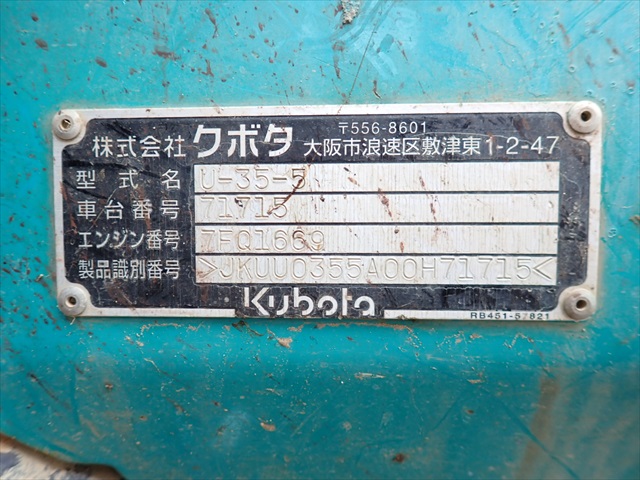 〒556-8601
株式会社 クボタ 大阪市浪速区敷津東1-2-47
型式名 U-35-5
車台番号 71715
エンジン番号 7FQ1669
製品識別番号 >JKUU0355A00H71715<
Kubota
RB451-57821